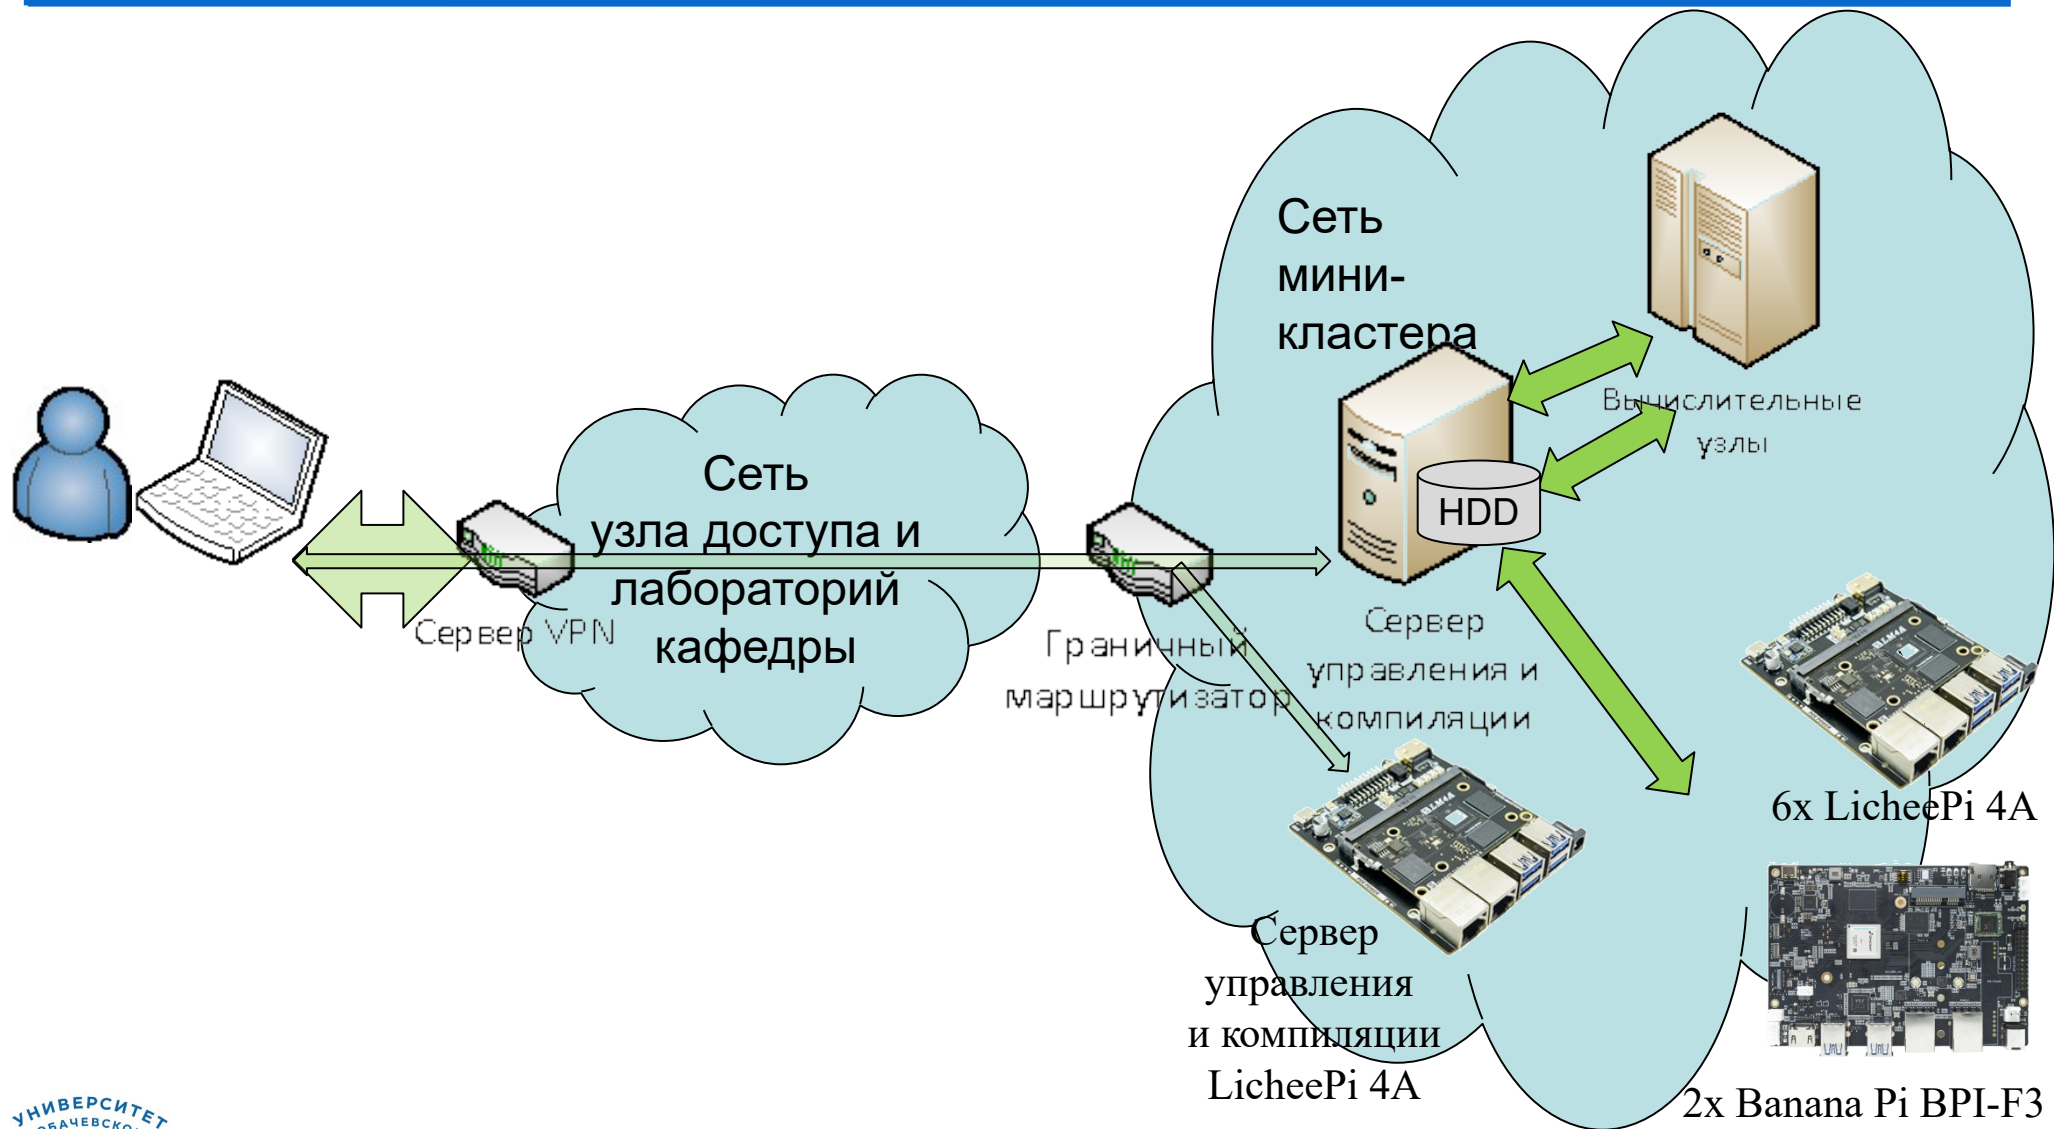 Сеть
мини-
кластера
Вычислительные
узлы
HDD
Сеть
узла доступа и
лабораторий
кафедры
Сервер VPN
Граничный
маршрутизатор
Сервер
управления и
компиляции
6x LicheePi 4A
Сервер
управления
и компиляции
LicheePi 4A
2x Banana Pi BPI-F3
УНИВЕРСИТЕТ